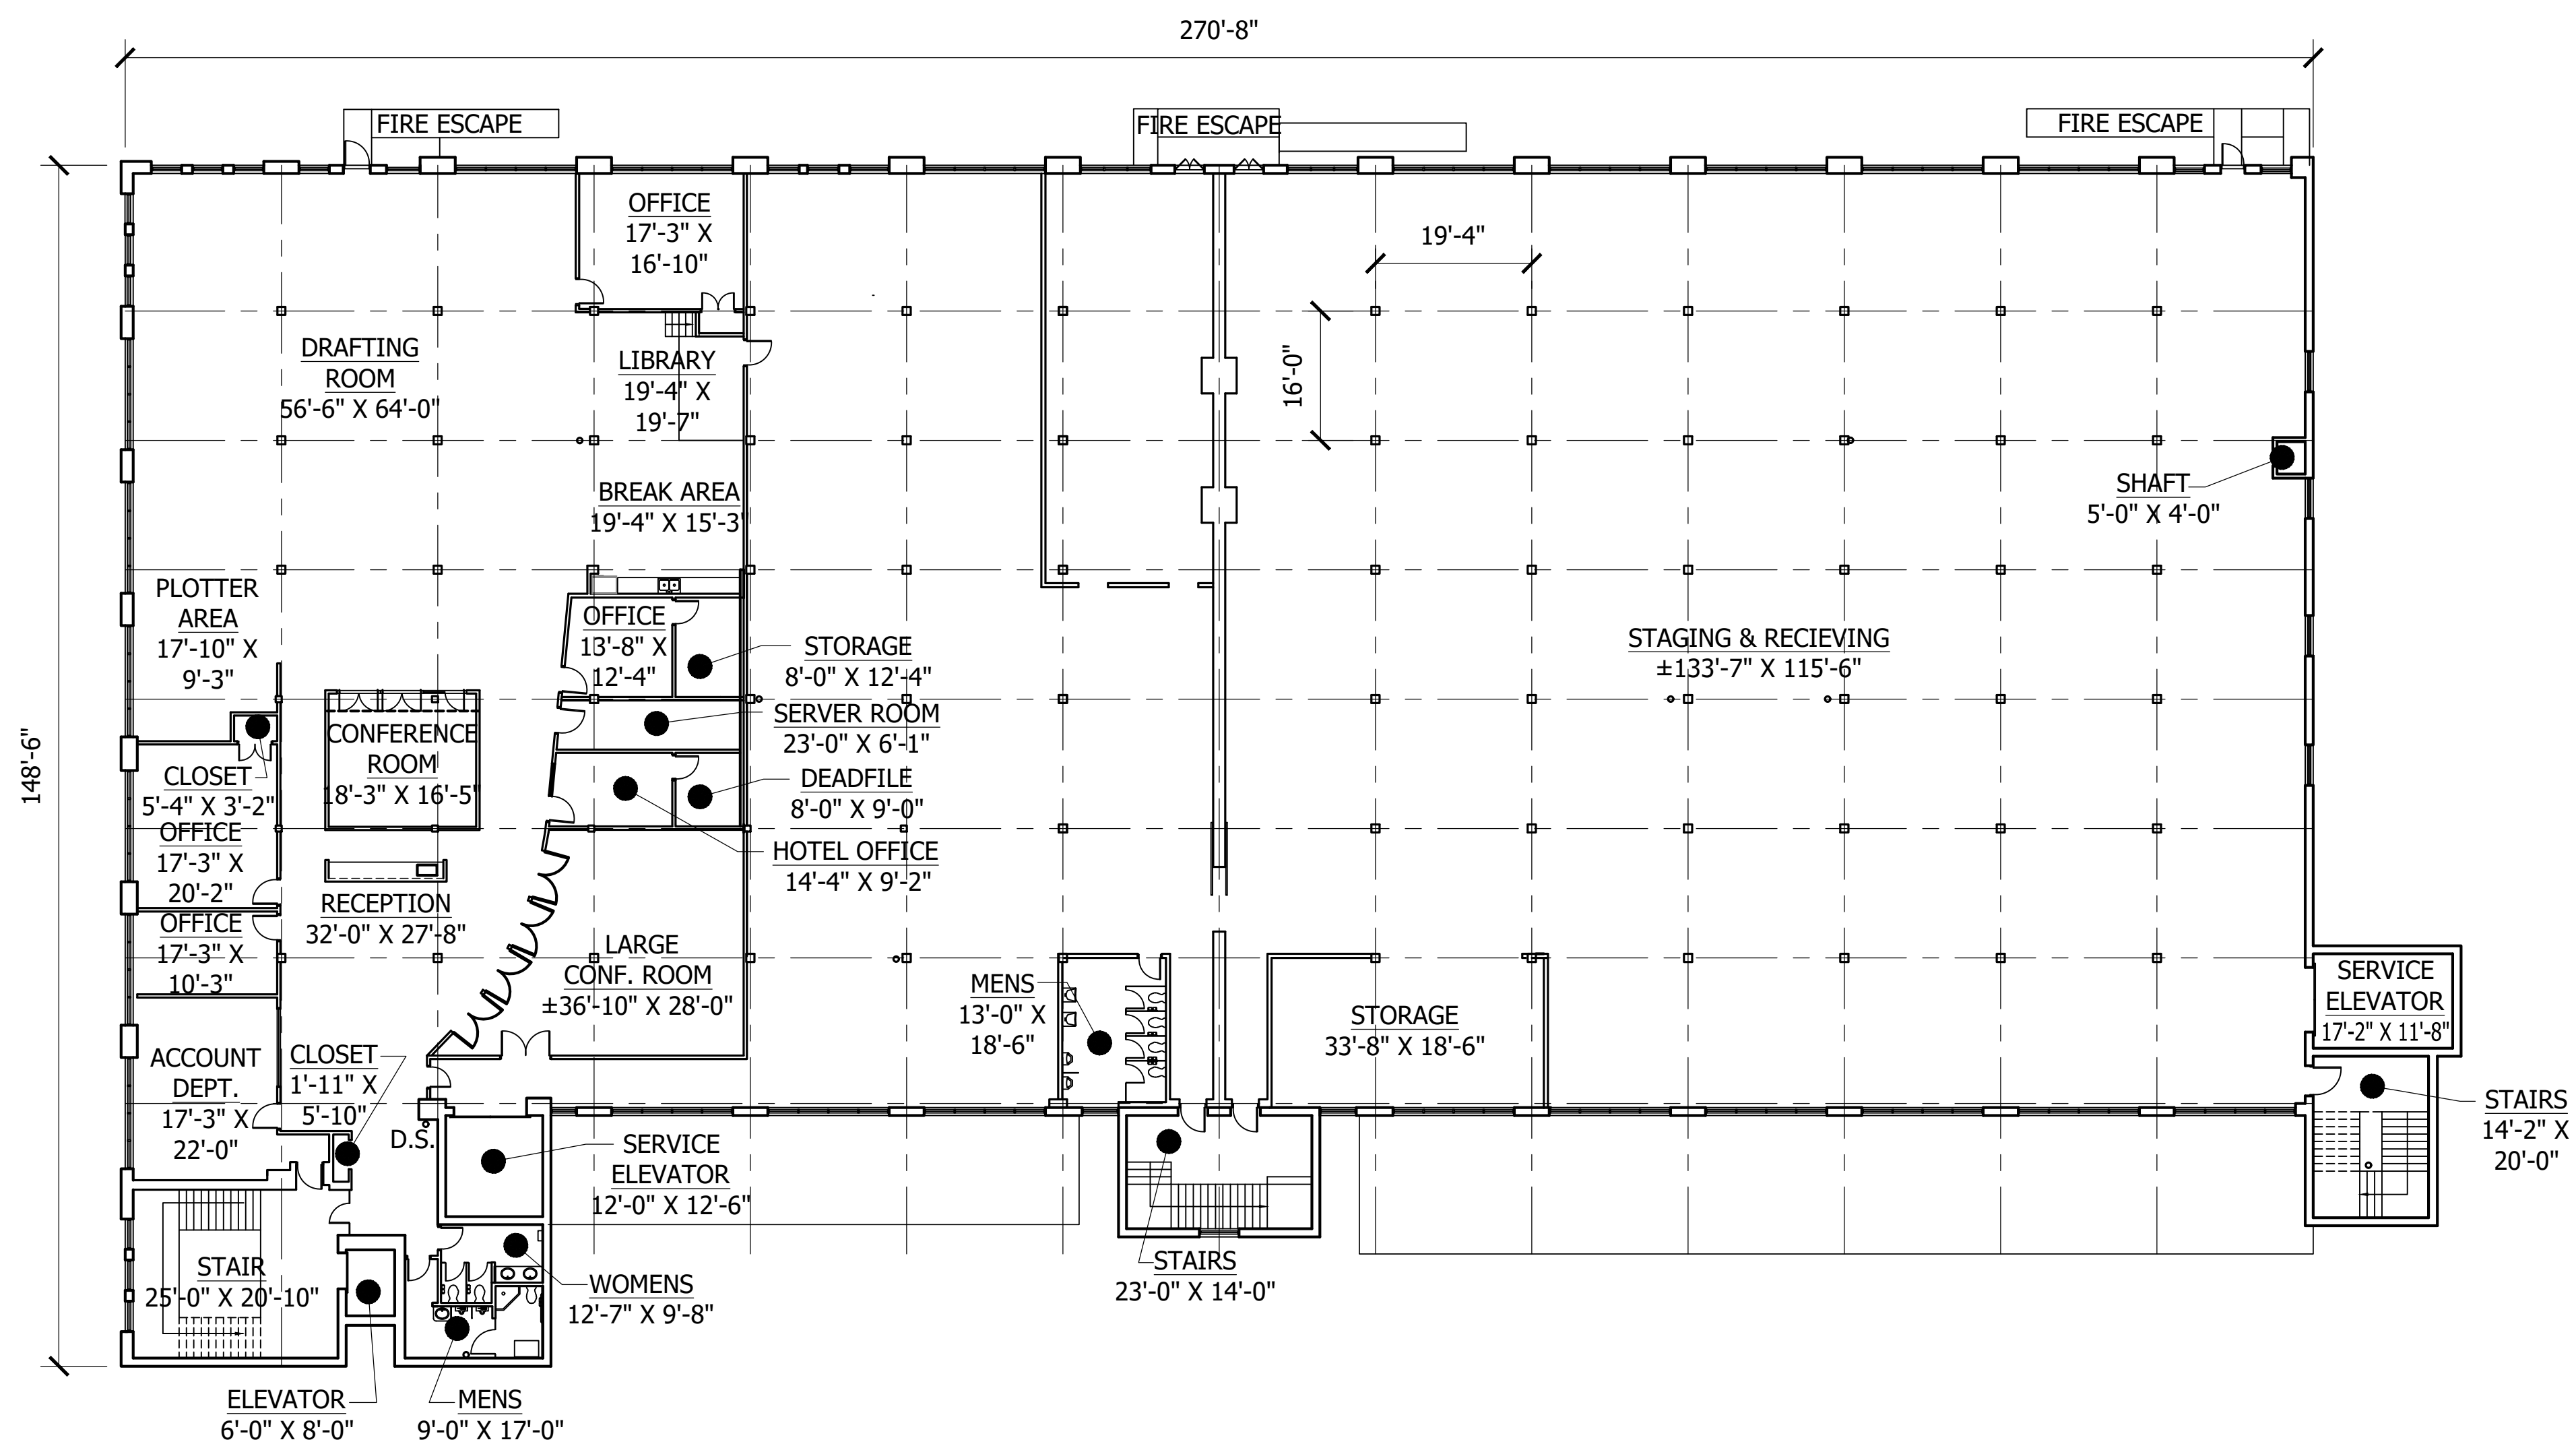 270'-8"
FIRE ESCAPE
FIRE ESCAPE
FIRE ESCAPE
OFFICE
17'-3" X
16'-10"
19'-4"
16'-0"
DRAFTING
ROOM
56'-6" X 64'-0"
LIBRARY
19'-4" X
19'-7"
BREAK AREA
19'-4" X 15'-3"
SHAFT
5'-0" X 4'-0"
PLOTTER
AREA
17'-10" X
9'-3"
OFFICE
13'-8" X
12'-4"
STORAGE
8'-0" X 12'-4"
STAGING & RECIEVING
±133'-7" X 115'-6"
SERVER ROOM
23'-0" X 6'-1"
CONFERENCE
ROOM
18'-3" X 16'-5"
148'-6"
CLOSET
5'-4" X 3'-2"
DEADFILE
8'-0" X 9'-0"
OFFICE
17'-3" X
20'-2"
HOTEL OFFICE
14'-4" X 9'-2"
RECEPTION
32'-0" X 27'-8"
OFFICE
17'-3" X
10'-3"
LARGE
CONF. ROOM
±36'-10" X 28'-0"
MENS
13'-0" X
18'-6"
STORAGE
33'-8" X 18'-6"
SERVICE
ELEVATOR
17'-2" X 11'-8"
ACCOUNT
DEPT.
17'-3" X
22'-0"
CLOSET
1'-11" X
5'-10"
D.S.
STAIRS
14'-2" X
20'-0"
SERVICE
ELEVATOR
12'-0" X 12'-6"
STAIR
25'-0" X 20'-10"
WOMENS
12'-7" X 9'-8"
STAIRS
23'-0" X 14'-0"
ELEVATOR
6'-0" X 8'-0"
MENS
9'-0" X 17'-0"